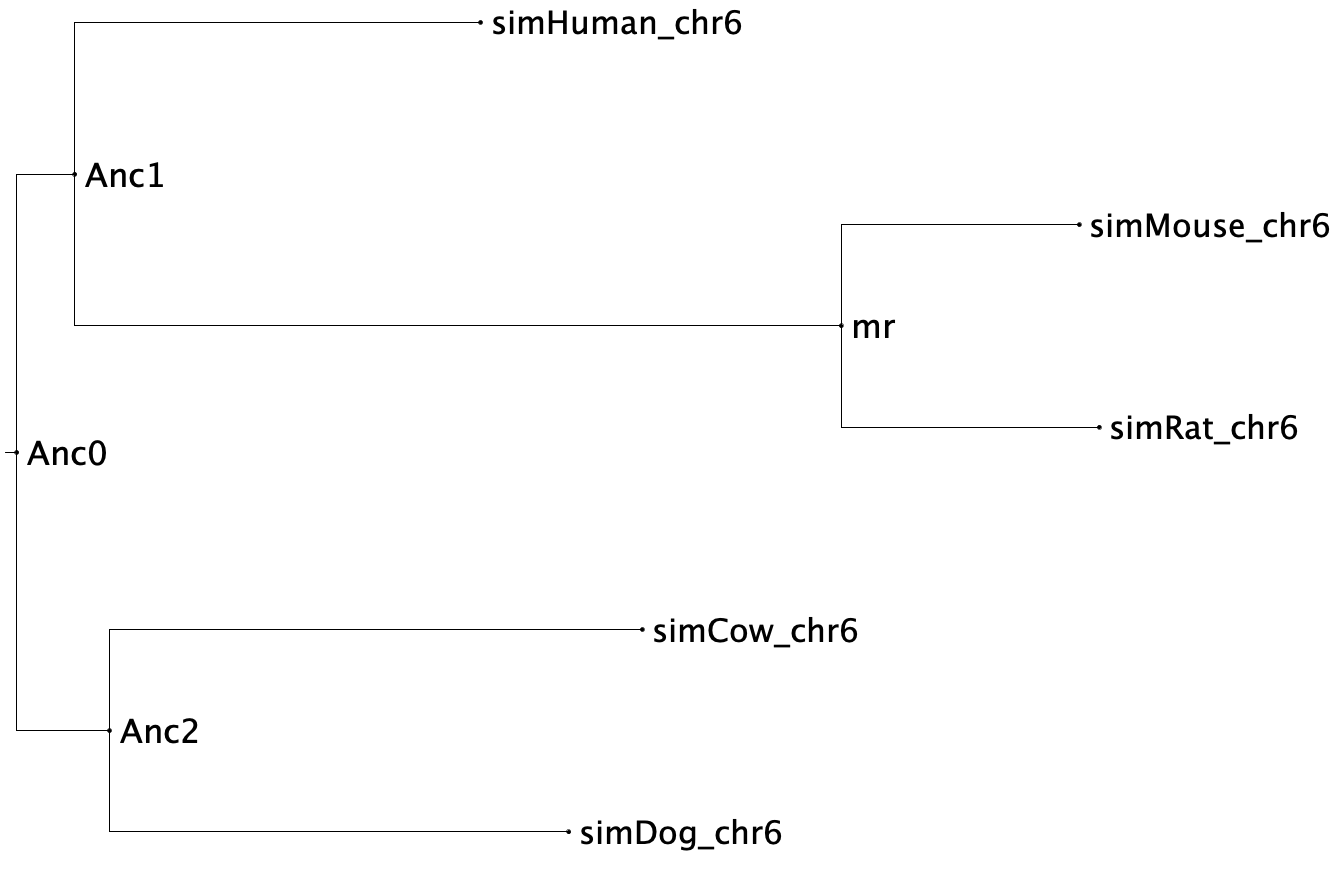 simHuman_chr6
Anc1
simMouse_chr6
mr
simRat_chr6
Anc0
simCow_chr6
Anc2
simDog_chr6